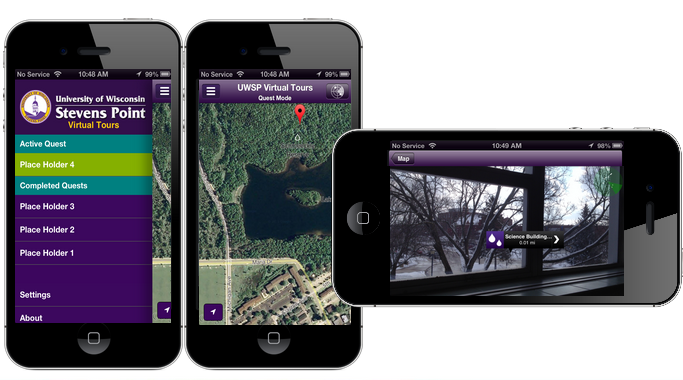 No Service 10:48 AM 99%
University of Wisconsin
Stevens Point
Virtual Tours
Active Quest
Place Holder 4
Completed Quests
Place Holder 3
Place Holder 2
Place Holder 1
Settings
About
No Service 10:48 AM 99%
UWSP Virtual Tours
Quest Mode
No Service 10:49 AM 98%
Map
Science Building...
0.01 mi